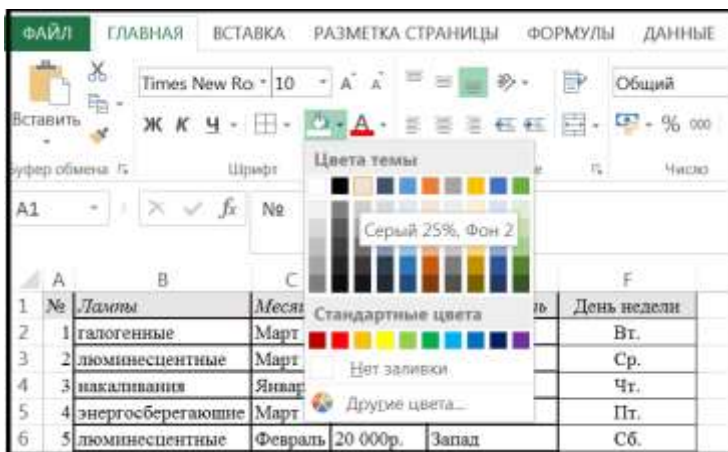 ФАЙЛ ГЛАВНАЯ ВСТАВКА РАЗМЕТКА СТРАНИЦЫ ФОРМУЛЫ ДАННЫЕ
Times New Ro 10 A A Общий
Вставить Ж К Ч А % 000
буфер обмена Шрифт Число
Цвета темы
A1 fx №
Серый 25%, Фон 2
Стандартные цвета
Нет заливки
Другие цвета...
A B C F
1 № Лампы День недели
2 1 галогенные Март Вт.
3 2 люминесцентные Март Ср.
4 3 накаливания Чт.
5 4 энергосберегающие Март Пт.
6 5 люминесцентные Февраль 20 000р. Запад Сб.